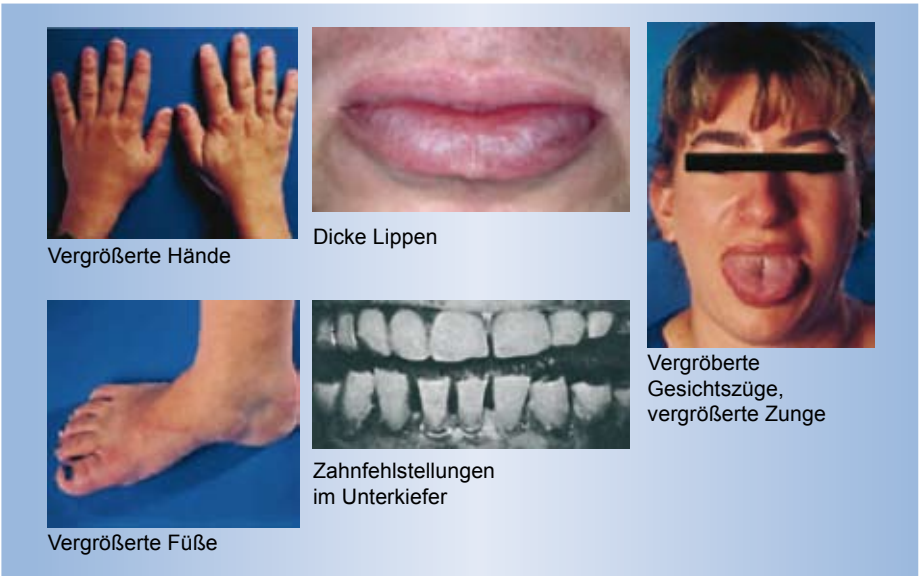 Vergrößerte Hände
Dicke Lippen
Vergröberte
Gesichtszüge,
vergrößerte Zunge
Vergrößerte Füße
Zahnfehlstellungen
im Unterkiefer